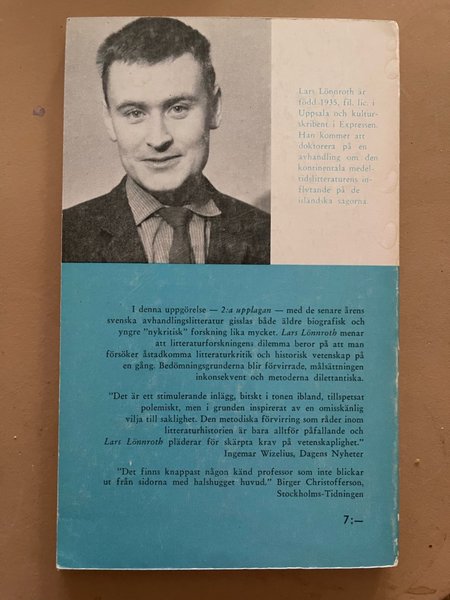 Lars Lönnroth är
född 1935, fil. lic. i
Uppsala och kultur-
skribent i Expressen.
Han kommer att
doktorera på en
avhandling om den
kontinentala medel-
tidslitteraturens in-
flytande på de
isländska sagorna.
I denna uppgörelse — 2:a upplagan — med de senare årens
svenska avhandlingslitteratur gisslas både äldre biografisk och
yngre "nykritisk" forskning lika mycket. Lars Lönnroth menar
att litteraturforskningens dilemma beror på att man
försöker åstadkomma litteraturkritik och historisk vetenskap på
en gång. Bedömningsgrunderna blir förvirrade, målsättningen
inkonsekvent och metoderna dilettantiska.
"Det är ett stimulerande inlägg, bitskt i tonen ibland, tillspetsat
polemiskt, men i grunden inspirerat av en omisskänlig
vilja till saklighet. Den metodiska förvirring som råder inom
litteraturhistorien är bara alltför påfallande och
Lars Lönnroth pläderar för skärpta krav på vetenskaplighet."
Ingemar Wizelius, Dagens Nyheter
"Det finns knappast någon känd professor som inte blickar
ut från sidorna med halshugget huvud." Birger Christofferson,
Stockholms-Tidningen
7:—